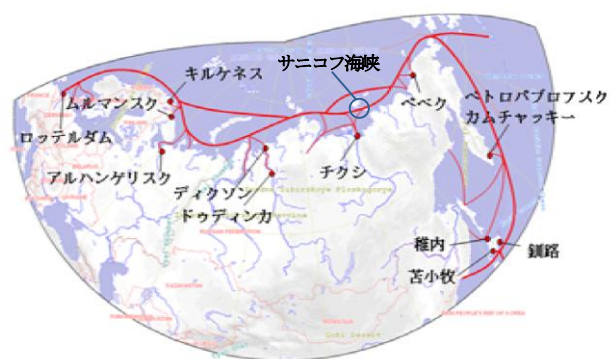 サニコフ海峡
キルケネス
ムルマンスク
ペベク
ペトロパブロフスク
カムチャッキー
ロッテルダム
チクシ
アルハンゲリスク
ディクソン
ドゥディンカ
稚内
釧路
苫小牧